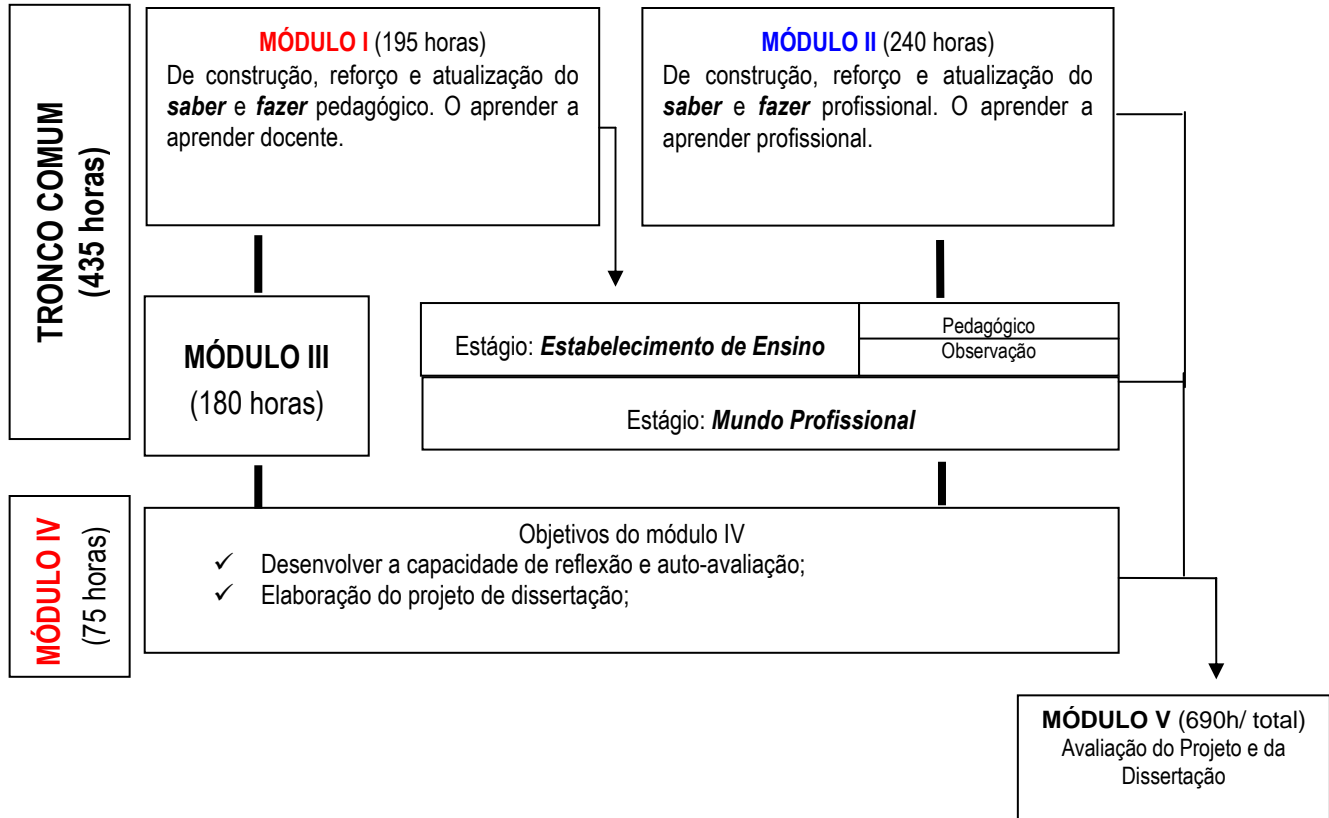 TRONCO COMUM
(435 horas)
MÓDULO I (195 horas)
De construção, reforço e atualização do
saber e fazer pedagógico. O aprender a
aprender docente.
MÓDULO II (240 horas)
De construção, reforço e atualização do
saber e fazer profissional. O aprender a
aprender profissional.
MÓDULO III
(180 horas)
Estágio: Estabelecimento de Ensino
Pedagógico
Observação
Estágio: Mundo Profissional
MÓDULO IV
(75 horas)
Objetivos do módulo IV
✓ Desenvolver a capacidade de reflexão e auto-avaliação;
✓ Elaboração do projeto de dissertação;
MÓDULO V (690h/ total)
Avaliação do Projeto e da
Dissertação